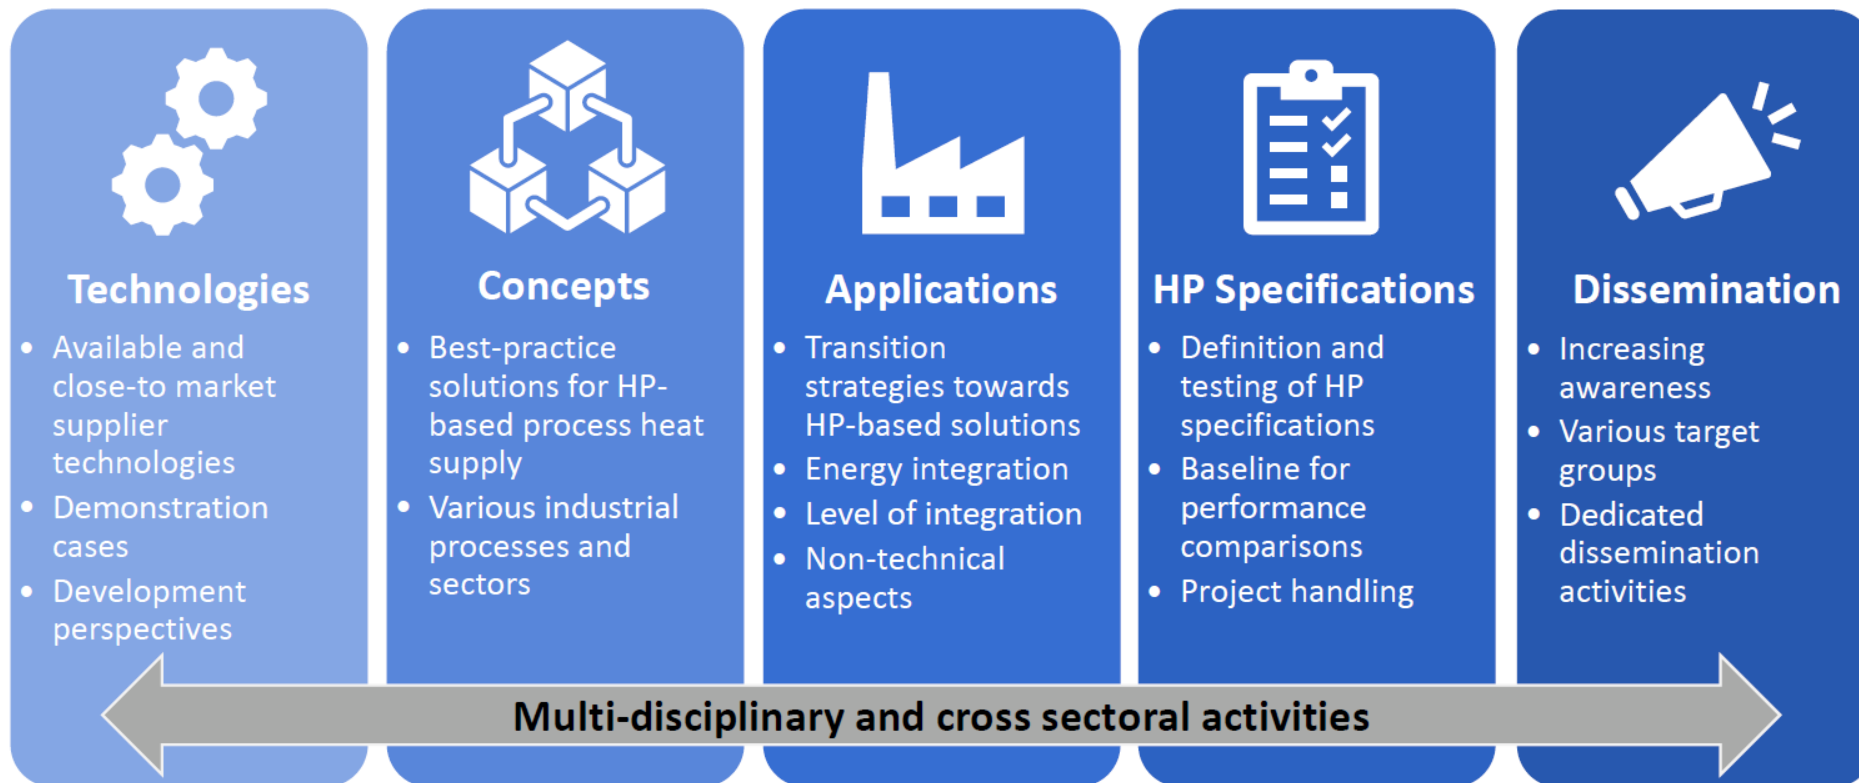 Technologies
• Available and
close-to market
supplier
technologies
• Demonstration
cases
• Development
perspectives
Concepts
• Best-practice
solutions for HP-
based process heat
supply
• Various industrial
processes and
sectors
Applications
• Transition
strategies towards
HP-based solutions
• Energy integration
• Level of integration
• Non-technical
aspects
HP Specifications
• Definition and
testing of HP
specifications
• Baseline for
performance
comparisons
• Project handling
Dissemination
• Increasing
awareness
• Various target
groups
• Dedicated
dissemination
activities
Multi-disciplinary and cross sectoral activities